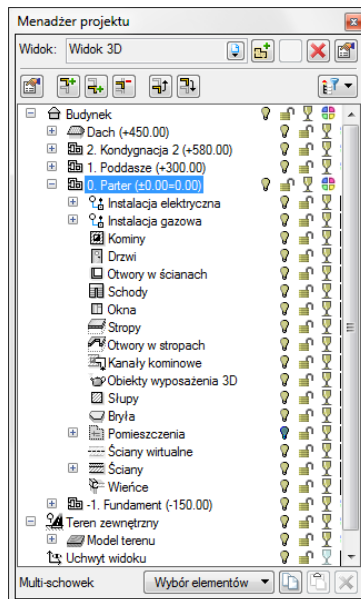 Menadżer projektu
Widok: Widok 3D
Budynek
Dach (+450.00)
2. Kondygnacja 2 (+580.00)
1. Poddasze (+300.00)
0. Parter (±0.00=0.00)
Instalacja elektryczna
Instalacja gazowa
Kominy
Drzwi
Otwory w ścianach
Schody
Okna
Stropy
Otwory w stropach
Kanały kominowe
Obiekty wyposażenia 3D
Słupy
Bryła
Pomieszczenia
Ściany wirtualne
Ściany
Wieńce
-1. Fundament (-150.00)
Teren zewnętrzny
Model terenu
Uchwyt widoku
Multi-schowek Wybór elementów